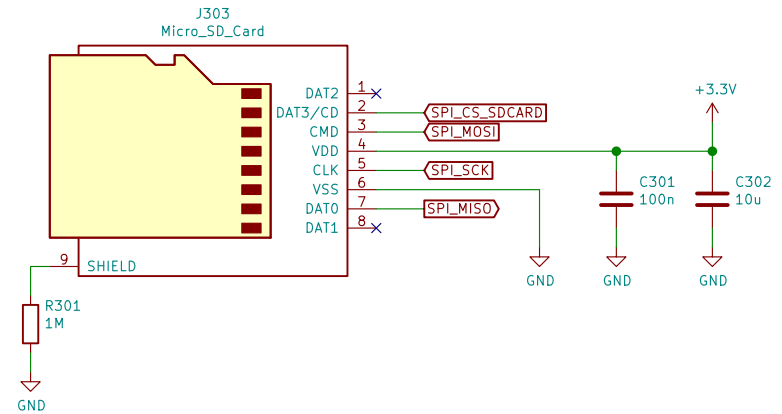 J303
Micro_SD_Card
DAT2 1
DAT3/CD 2 SPI_CS_SDCARD
CMD 3 SPI_MOSI
VDD 4
CLK 5 SPI_SCK
VSS 6
DAT0 7 SPI_MISO
DAT1 8
9 SHIELD
+3.3V
C301
100n
C302
10u
GND
GND
GND
R301
1M
GND